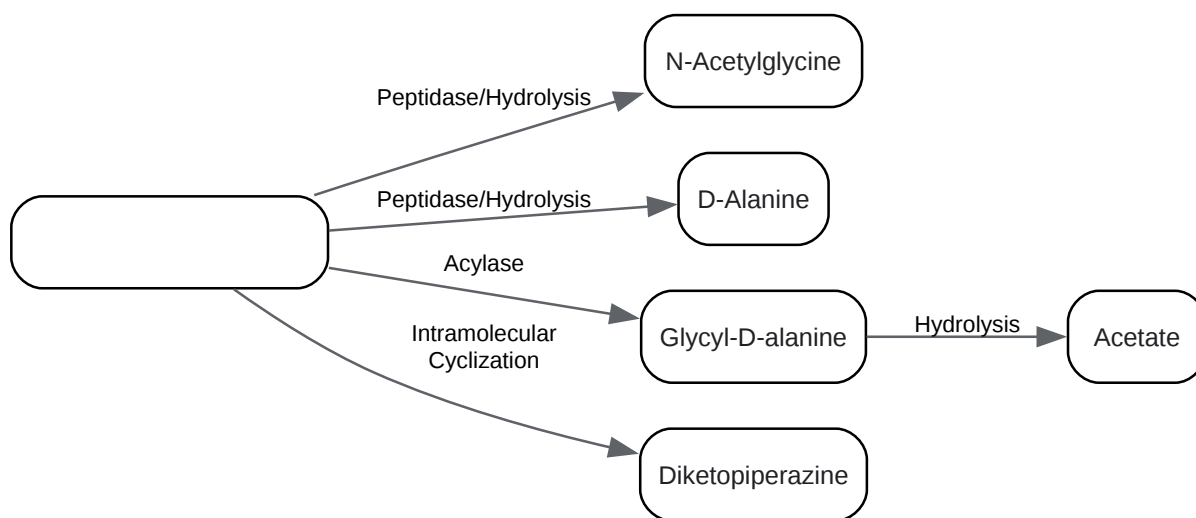 N-Acetylglycine
Peptidase/Hydrolysis
Peptidase/Hydrolysis
D-Alanine
Acylase
Intramolecular
Cyclization
Glycyl-D-alanine
Hydrolysis
Acetate
Diketopiperazine